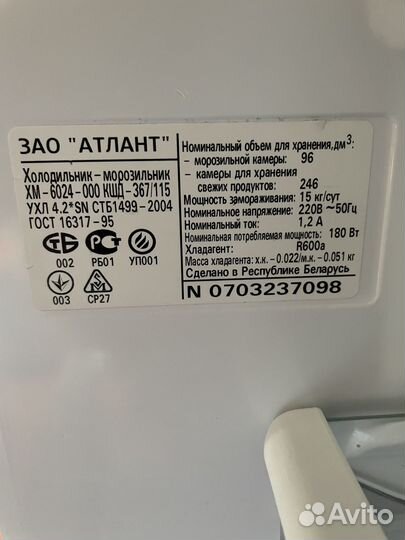 ЗАО "АТЛАНТ"
Холодильник - морозильник
ХМ-6024-000 КШД-367/115
УХЛ 4.2*SN СТБ1499-2004
ГОСТ 16317-95
002 РБ01 УП001
003 СР27
Номинальный объем для хранения,дм³:
- морозильной камеры: 96
- камеры для хранения
свежих продуктов: 246
Мощность замораживания: 15 кг/сут
Номинальное напряжение: 220В ~50Гц
Номинальный ток: 1,2 А
Номинальная потребляемая мощность: 180 Вт
Хладагент: R600a
Масса хладагента: х.к. -0.022/м.к. -0.051 кг
Сделано в Республике Беларусь
N 0703237098
Avito